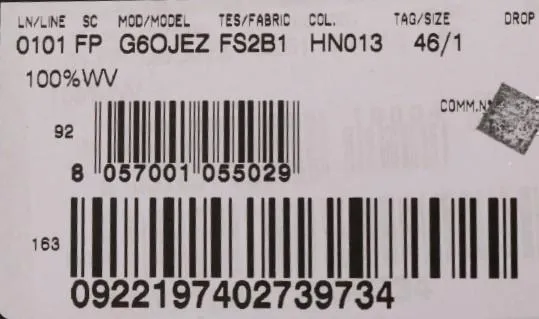 LN/LINE SC MOD/MODEL TES/FABRIC COL. TAG/SIZE DROP
0101 FP G6OJEZ FS2B1 HN013 46/1
100%WV
COMM.N
92
8 057001 055029
163
0922197402739734